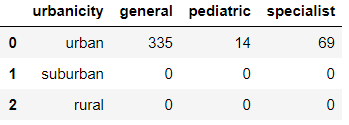 urbanicity general pediatric specialist
0 urban 335 14 69
1 suburban 0 0 0
2 rural 0 0 0